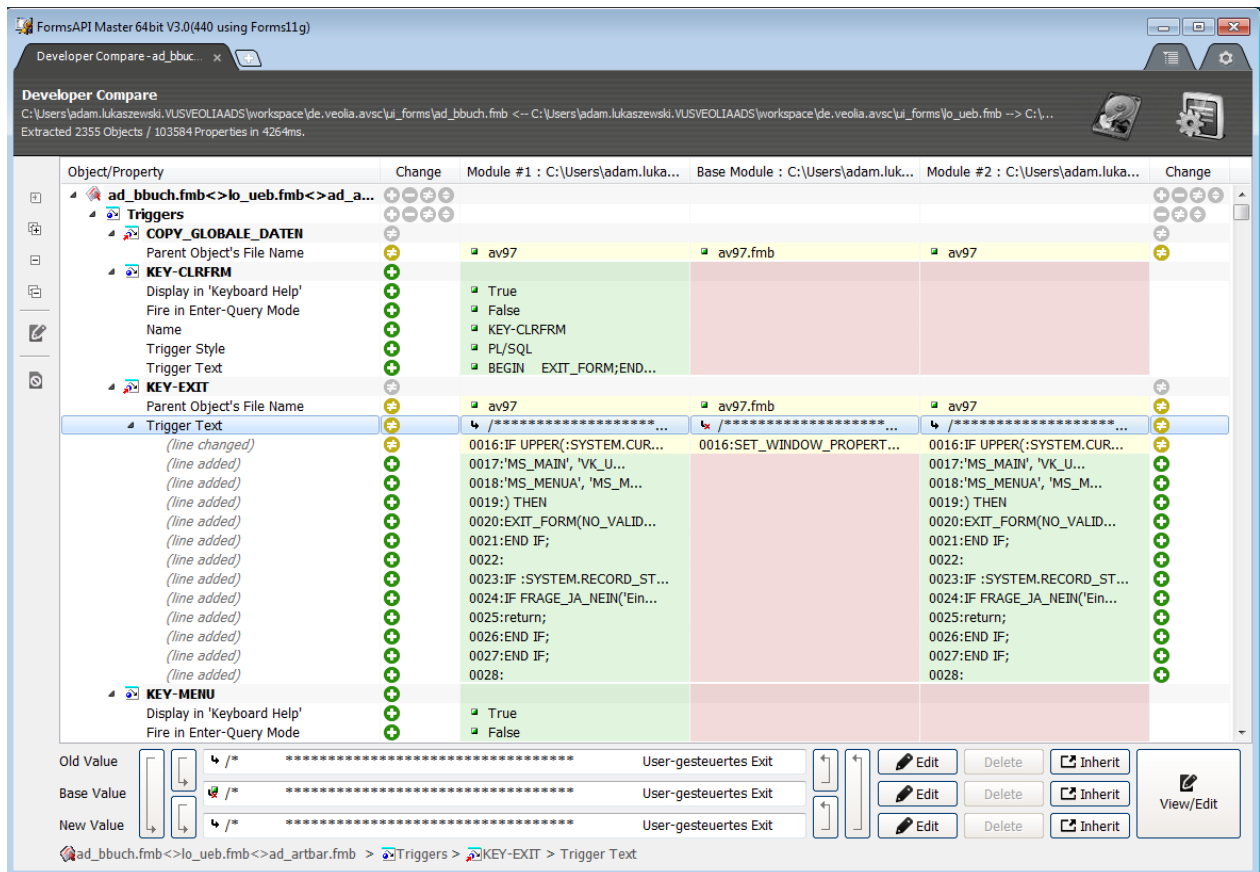 FormsAPI Master 64bit V3.0(440 using Forms11g)
Developer Compare - ad_bbuc...
Developer Compare
C:\Users\adam.lukaszewski.VUSVEOLIAADS\workspace\de.veolia.avsc\ui_forms\ad_bbuch.fmb <-- C:\Users\adam.lukaszewski.VUSVEOLIAADS\workspace\de.veolia.avsc\ui_forms\lo_ueb.fmb --> C:\...
Extracted 2355 Objects / 103584 Properties in 4264ms.
Object/Property Change Module #1 : C:\Users\adam.luka... Base Module : C:\Users\adam.luk... Module #2 : C:\Users\adam.luka... Change
ad_bbuch.fmb<>lo_ueb.fmb<>ad_a...
Triggers
COPY_GLOBALE_DATEN
Parent Object's File Name av97 av97.fmb av97
KEY-CLRFRM
Display in 'Keyboard Help' True
Fire in Enter-Query Mode False
Name KEY-CLRFRM
Trigger Style PL/SQL
Trigger Text BEGIN EXIT_FORM;END...
KEY-EXIT
Parent Object's File Name av97 av97.fmb av97
Trigger Text /*******************... /*******************... /*******************...
(line changed) 0016:IF UPPER(:SYSTEM.CUR... 0016:SET_WINDOW_PROPERT... 0016:IF UPPER(:SYSTEM.CUR...
(line added) 0017:'MS_MAIN', 'VK_U... 0017:'MS_MAIN', 'VK_U...
(line added) 0018:'MS_MENUA', 'MS_M... 0018:'MS_MENUA', 'MS_M...
(line added) 0019:) THEN 0019:) THEN
(line added) 0020:EXIT_FORM(NO_VALID... 0020:EXIT_FORM(NO_VALID...
(line added) 0021:END IF; 0021:END IF;
(line added) 0022: 0022:
(line added) 0023:IF :SYSTEM.RECORD_ST... 0023:IF :SYSTEM.RECORD_ST...
(line added) 0024:IF FRAGE_JA_NEIN('Ein... 0024:IF FRAGE_JA_NEIN('Ein...
(line added) 0025:return; 0025:return;
(line added) 0026:END IF; 0026:END IF;
(line added) 0027:END IF; 0027:END IF;
(line added) 0028: 0028:
KEY-MENU
Display in 'Keyboard Help' True
Fire in Enter-Query Mode False
Old Value /* *********************************** User-gesteuertes Exit Edit Delete Inherit
Base Value /* *********************************** User-gesteuertes Exit Edit Delete Inherit
New Value /* *********************************** User-gesteuertes Exit Edit Delete Inherit
View/Edit
ad_bbuch.fmb<>lo_ueb.fmb<>ad_artbar.fmb > Triggers > KEY-EXIT > Trigger Text